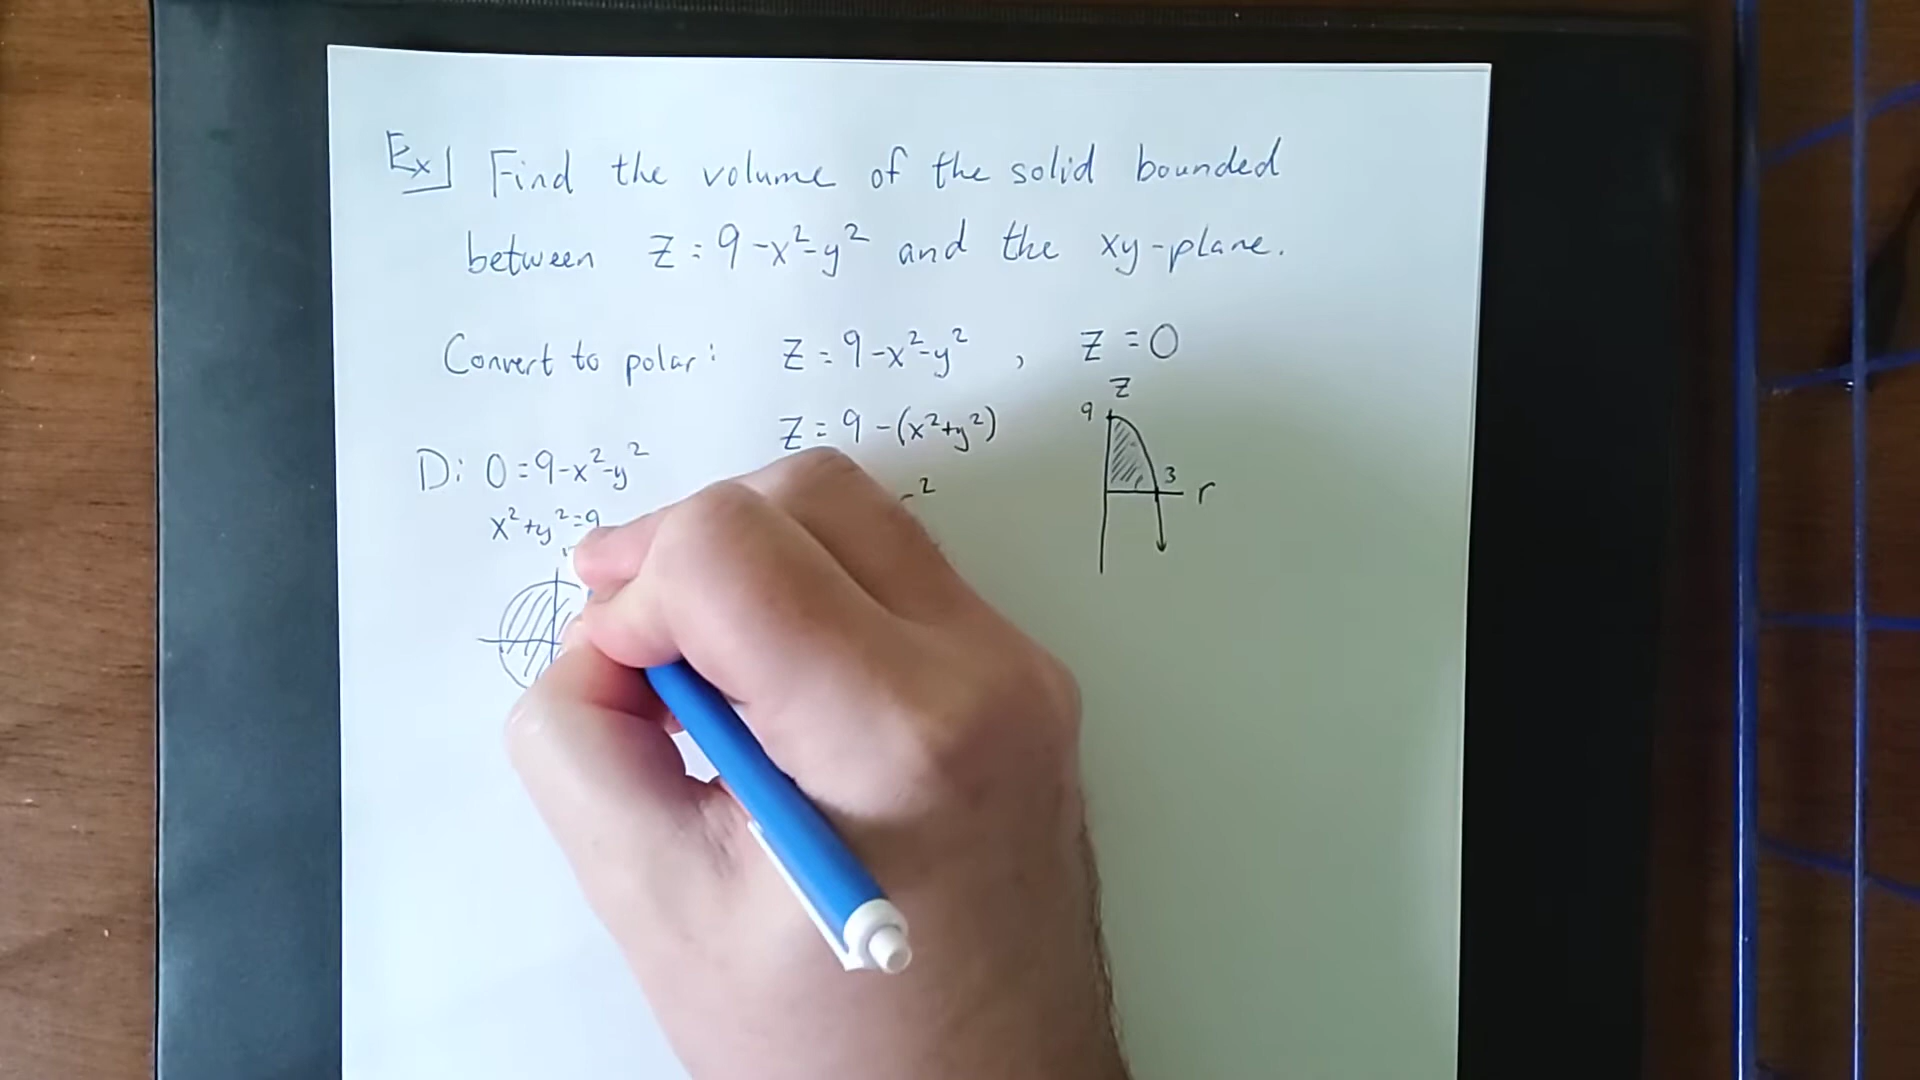 Ex] Find the volume of the solid bounded
between z = 9 - x² - y² and the xy-plane.
Convert to polar: z = 9 - x² - y² , z = 0
z = 9 - (x² + y²)
z
9
3
r
D: 0 = 9 - x² - y²
x² + y² = 9